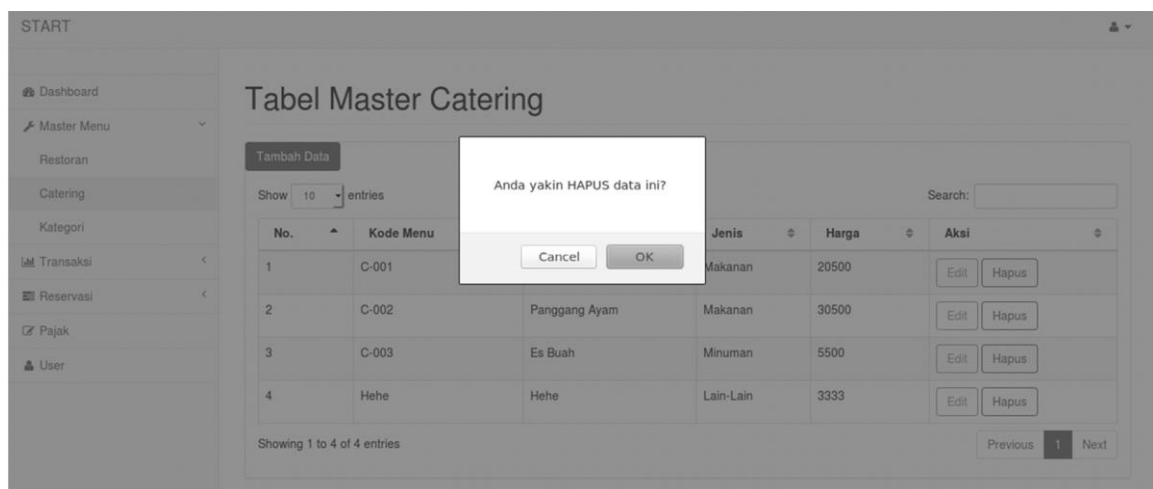 START
Dashboard
Master Menu
Restoran
Catering
Kategori
Transaksi
Reservasi
Pajak
User
Tabel Master Catering
Tambah Data
Show 10 entries
Search:
Anda yakin HAPUS data ini?
Cancel OK
No. Kode Menu Jenis Harga Aksi
1 C-001 Makanan 20500 Edit Hapus
2 C-002 Panggang Ayam Makanan 30500 Edit Hapus
3 C-003 Es Buah Minuman 5500 Edit Hapus
4 Hehe Hehe Lain-Lain 3333 Edit Hapus
Showing 1 to 4 of 4 entries
Previous 1 Next